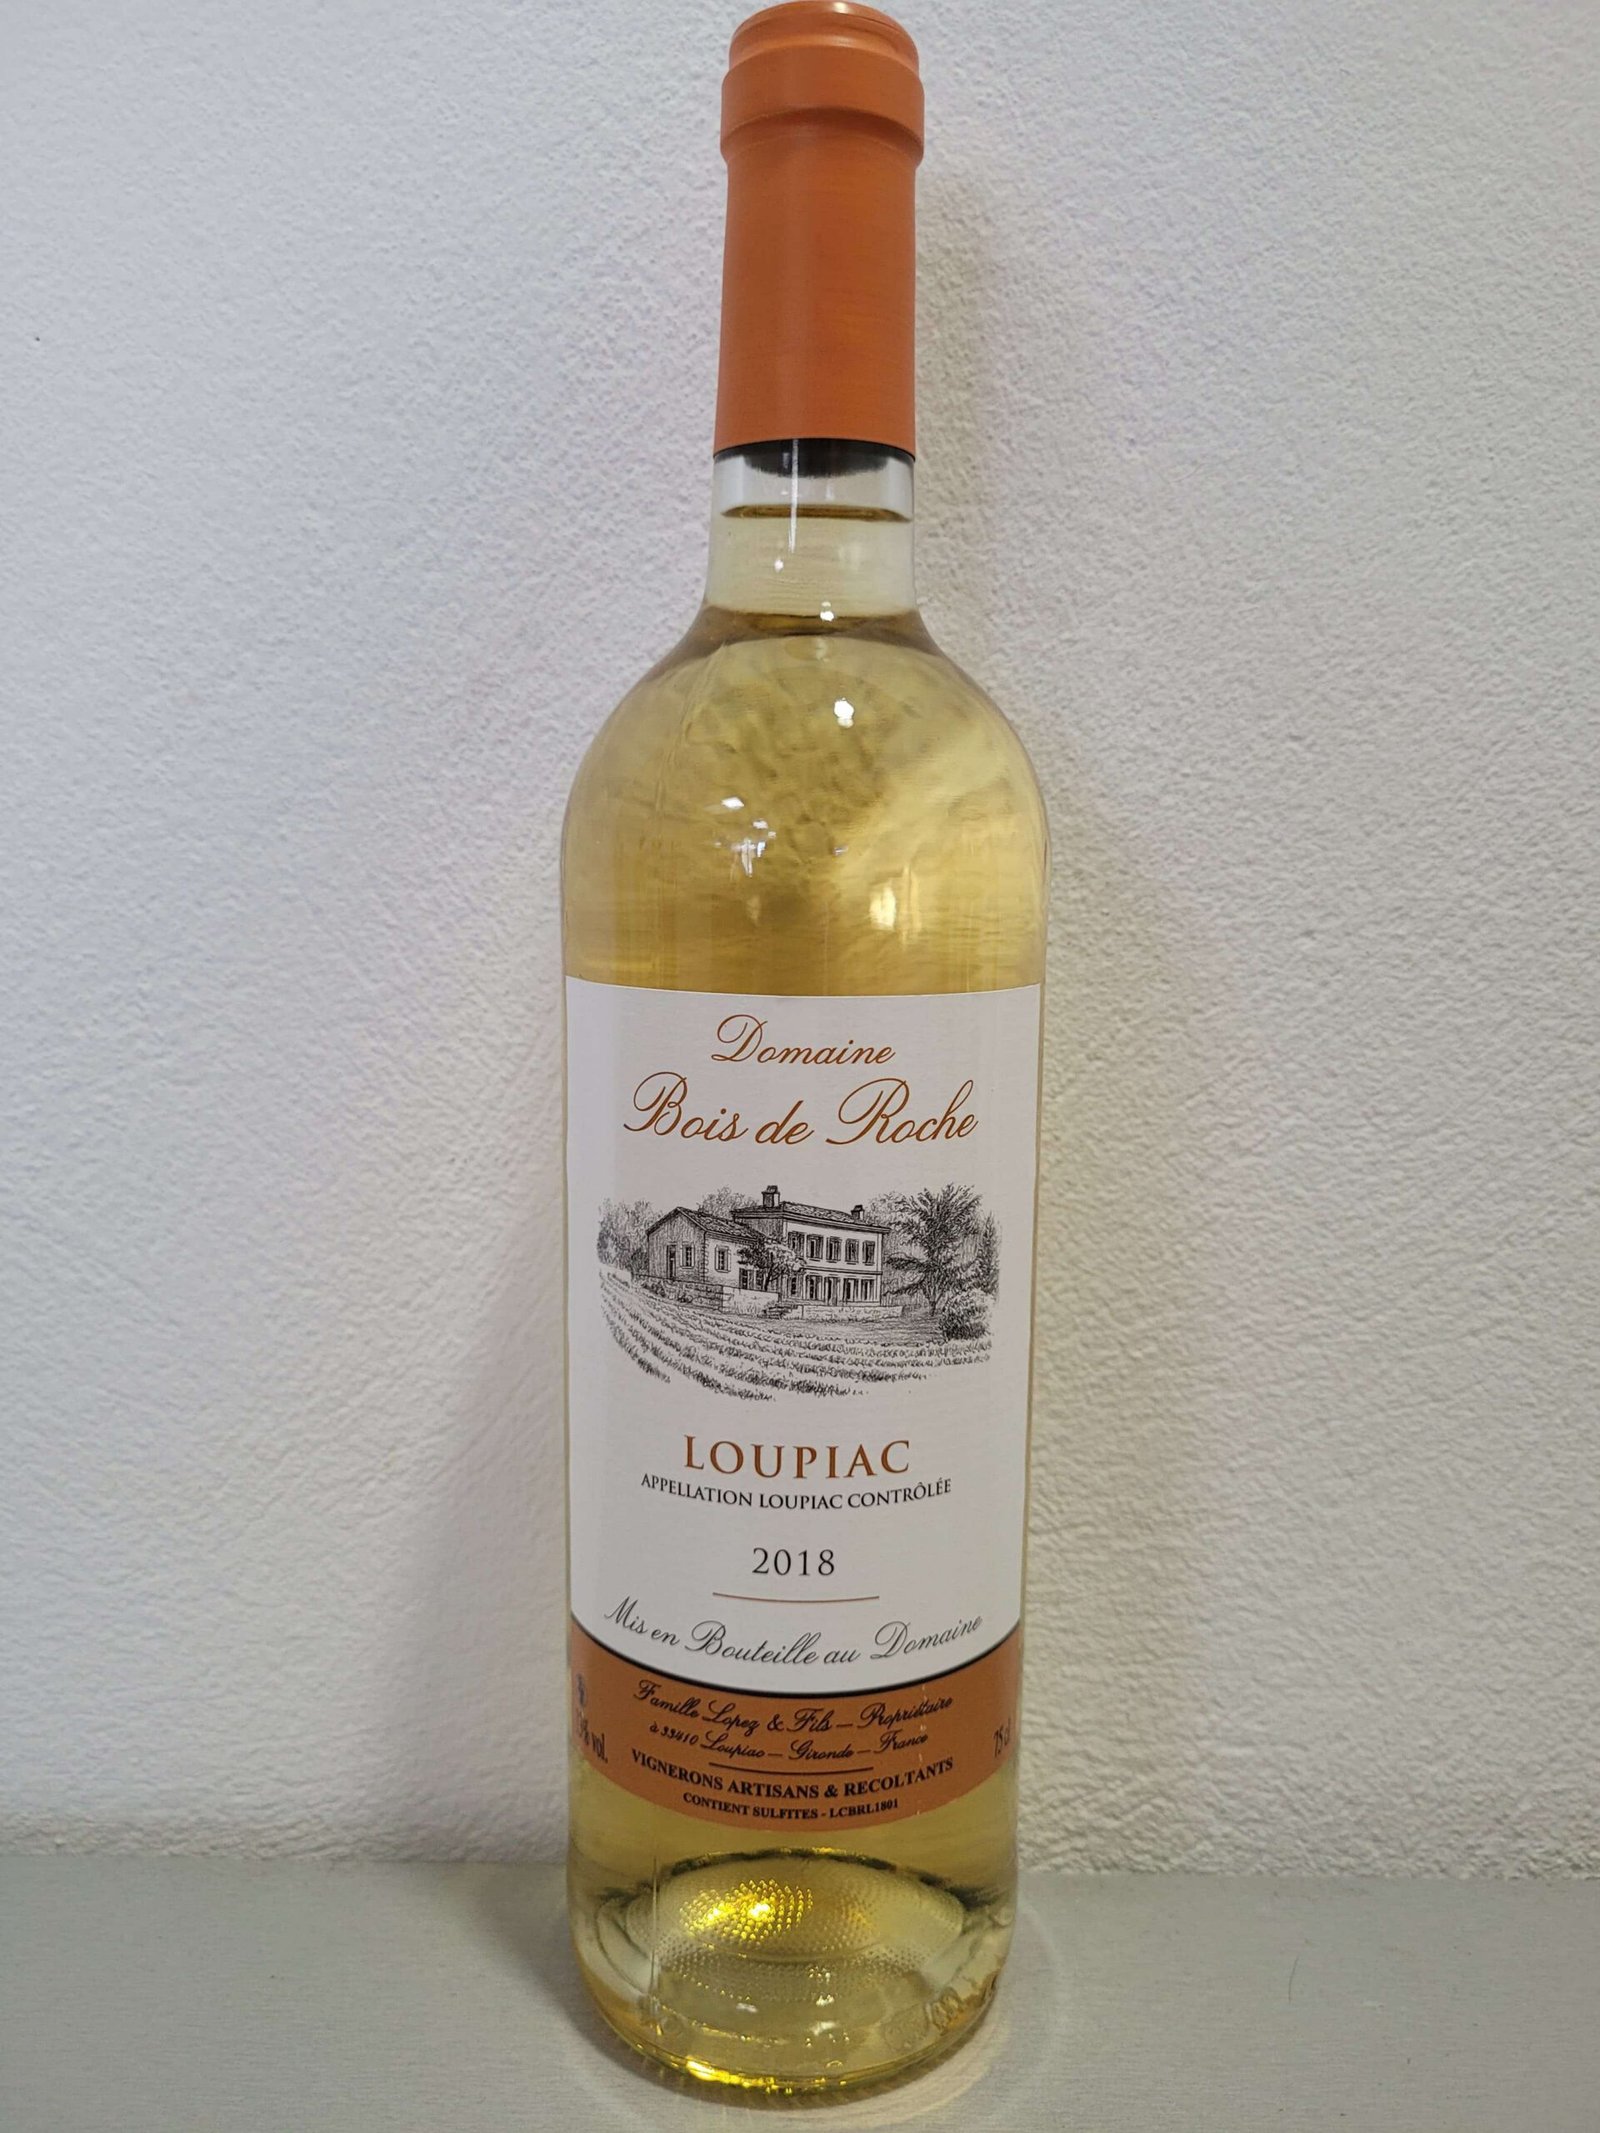 Domaine
Bois de Roche
LOUPIAC
APPELLATION LOUPIAC CONTRÔLÉE
2018
Mis en Bouteille au Domaine
Famille Lopez & Fils – Propriétaire
à 33410 Loupiac – Gironde – France
% vol.
75 cl
VIGNERONS ARTISANS & RECOLTANTS
CONTIENT SULFITES - LCBRL1801